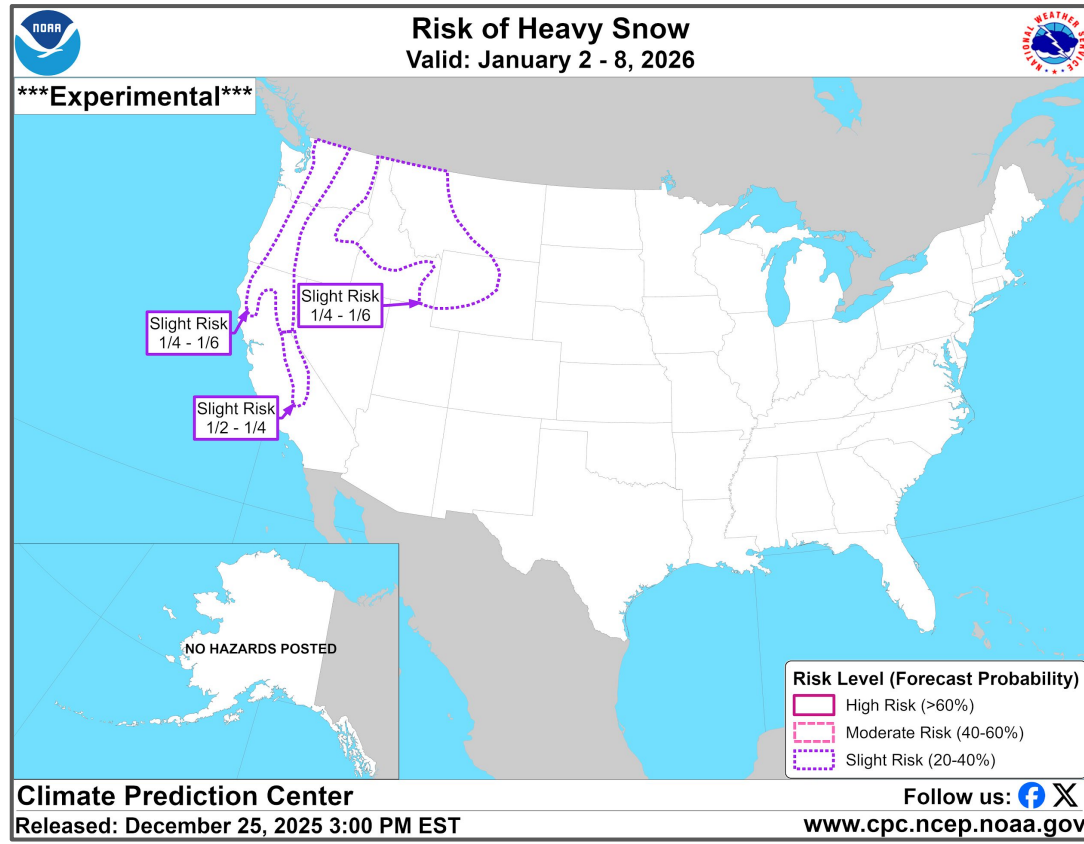 NOAA
Risk of Heavy Snow
Valid: January 2 - 8, 2026
NATIONAL WEATHER SERVICE
***Experimental***
Slight Risk
1/4 - 1/6
Slight Risk
1/4 - 1/6
Slight Risk
1/2 - 1/4
NO HAZARDS POSTED
Risk Level (Forecast Probability)
High Risk (>60%)
Moderate Risk (40-60%)
Slight Risk (20-40%)
Climate Prediction Center
Follow us:
Released: December 25, 2025 3:00 PM EST
www.cpc.ncep.noaa.gov